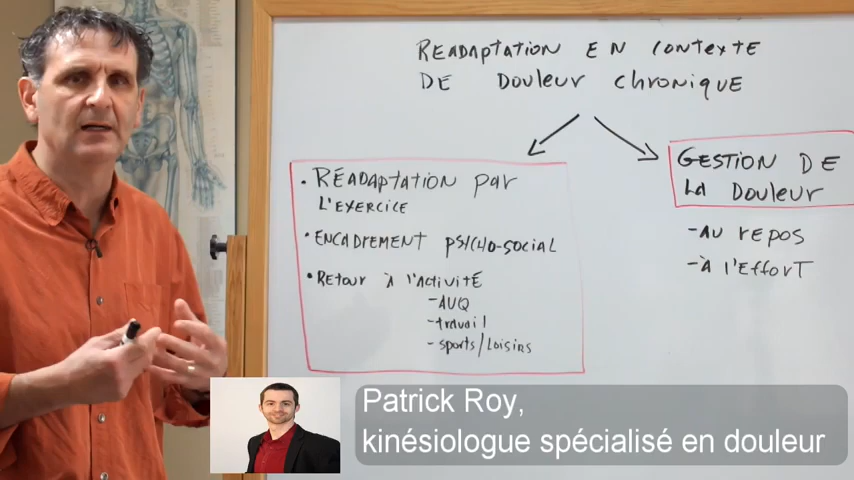 READAPTATION EN CONTEXTE
DE DOULEUR CHRONIQUE
• RÉADAPTATION PAR
L'EXERCICE
• ENCADREMENT PSYCHO-SOCIAL
• RETOUR À L'ACTIVITÉ
- AVQ
- travail
- sports/Loisirs
GESTION DE
LA DOULEUR
- AU REPOS
- À l'EFFORT
Patrick Roy,
kinésiologue spécialisé en douleur